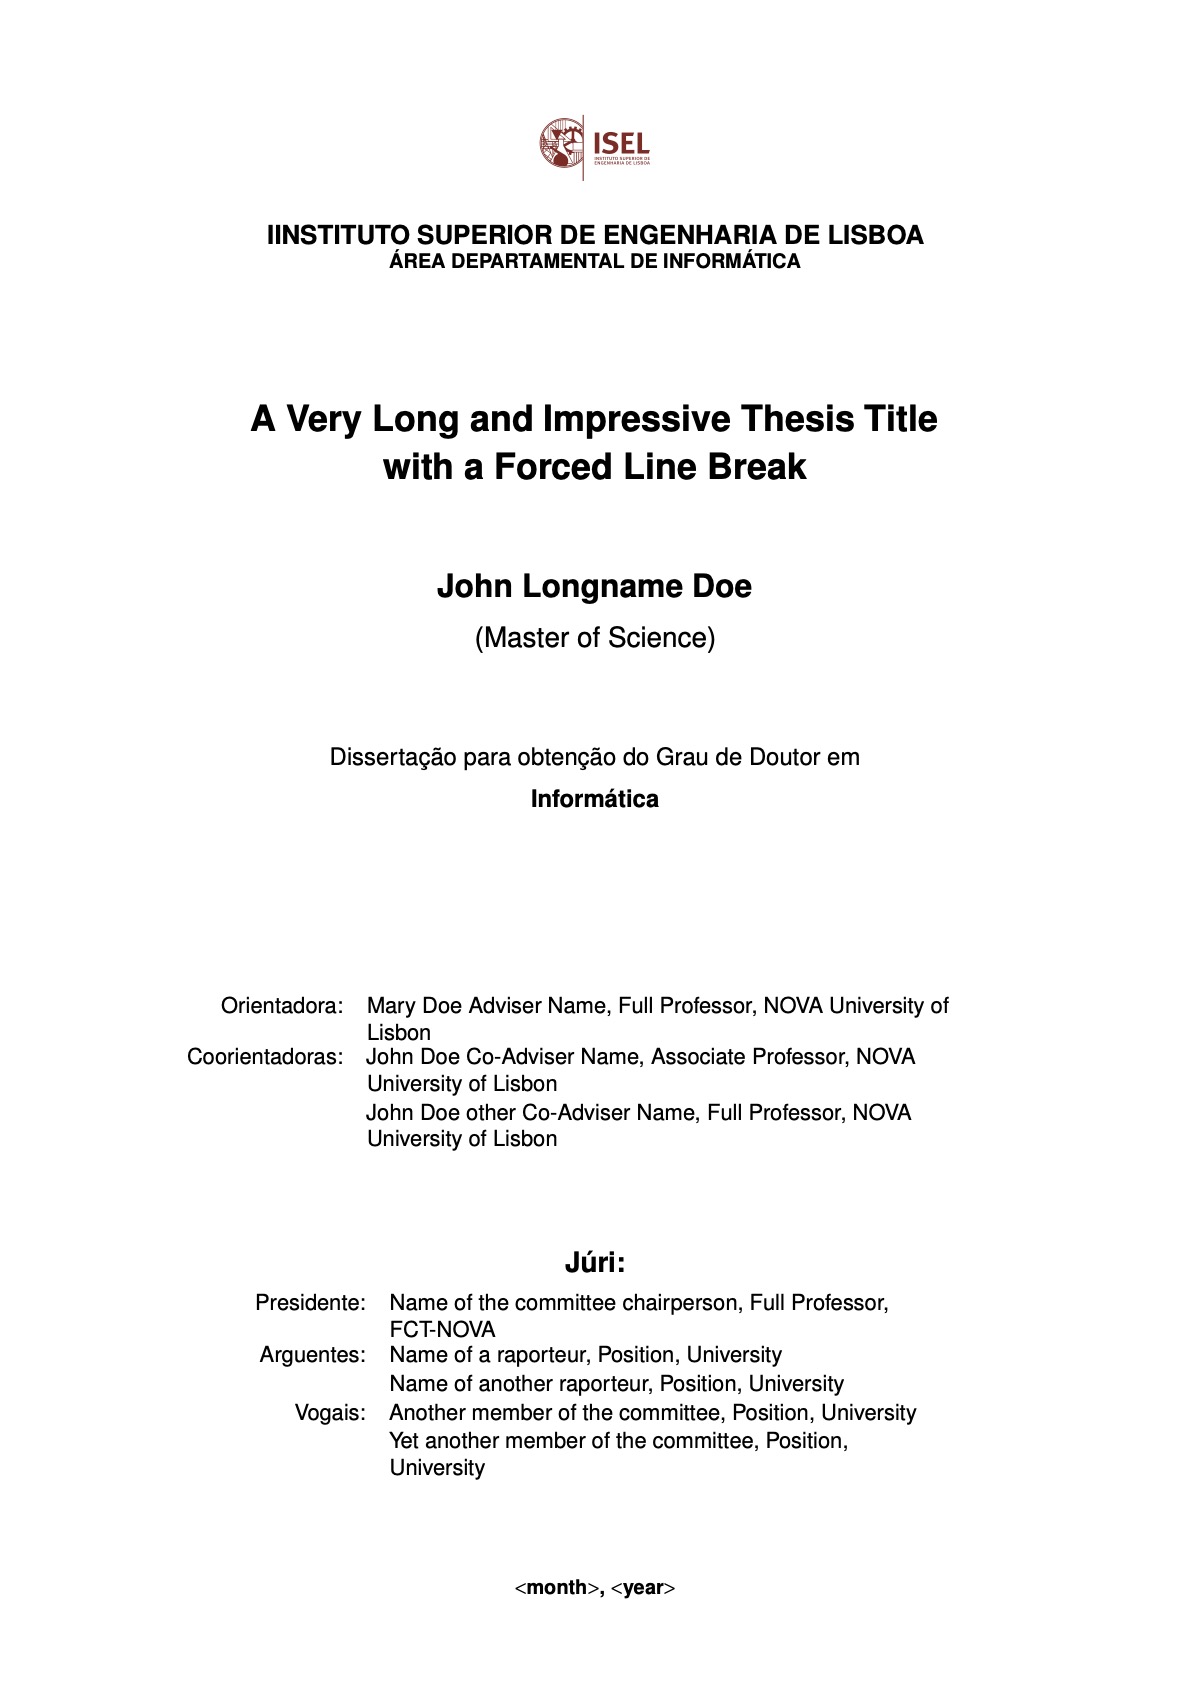 ISEL
INSTITUTO SUPERIOR DE
ENGENHARIA DE LISBOA
IINSTITUTO SUPERIOR DE ENGENHARIA DE LISBOA
ÁREA DEPARTAMENTAL DE INFORMÁTICA
A Very Long and Impressive Thesis Title
with a Forced Line Break
John Longname Doe
(Master of Science)
Dissertação para obtenção do Grau de Doutor em
Informática
Orientadora: Mary Doe Adviser Name, Full Professor, NOVA University of
Lisbon
Coorientadoras: John Doe Co-Adviser Name, Associate Professor, NOVA
University of Lisbon
John Doe other Co-Adviser Name, Full Professor, NOVA
University of Lisbon
Júri:
Presidente: Name of the committee chairperson, Full Professor,
FCT-NOVA
Arguentes: Name of a raporteur, Position, University
Name of another raporteur, Position, University
Vogais: Another member of the committee, Position, University
Yet another member of the committee, Position,
University
<month>, <year>